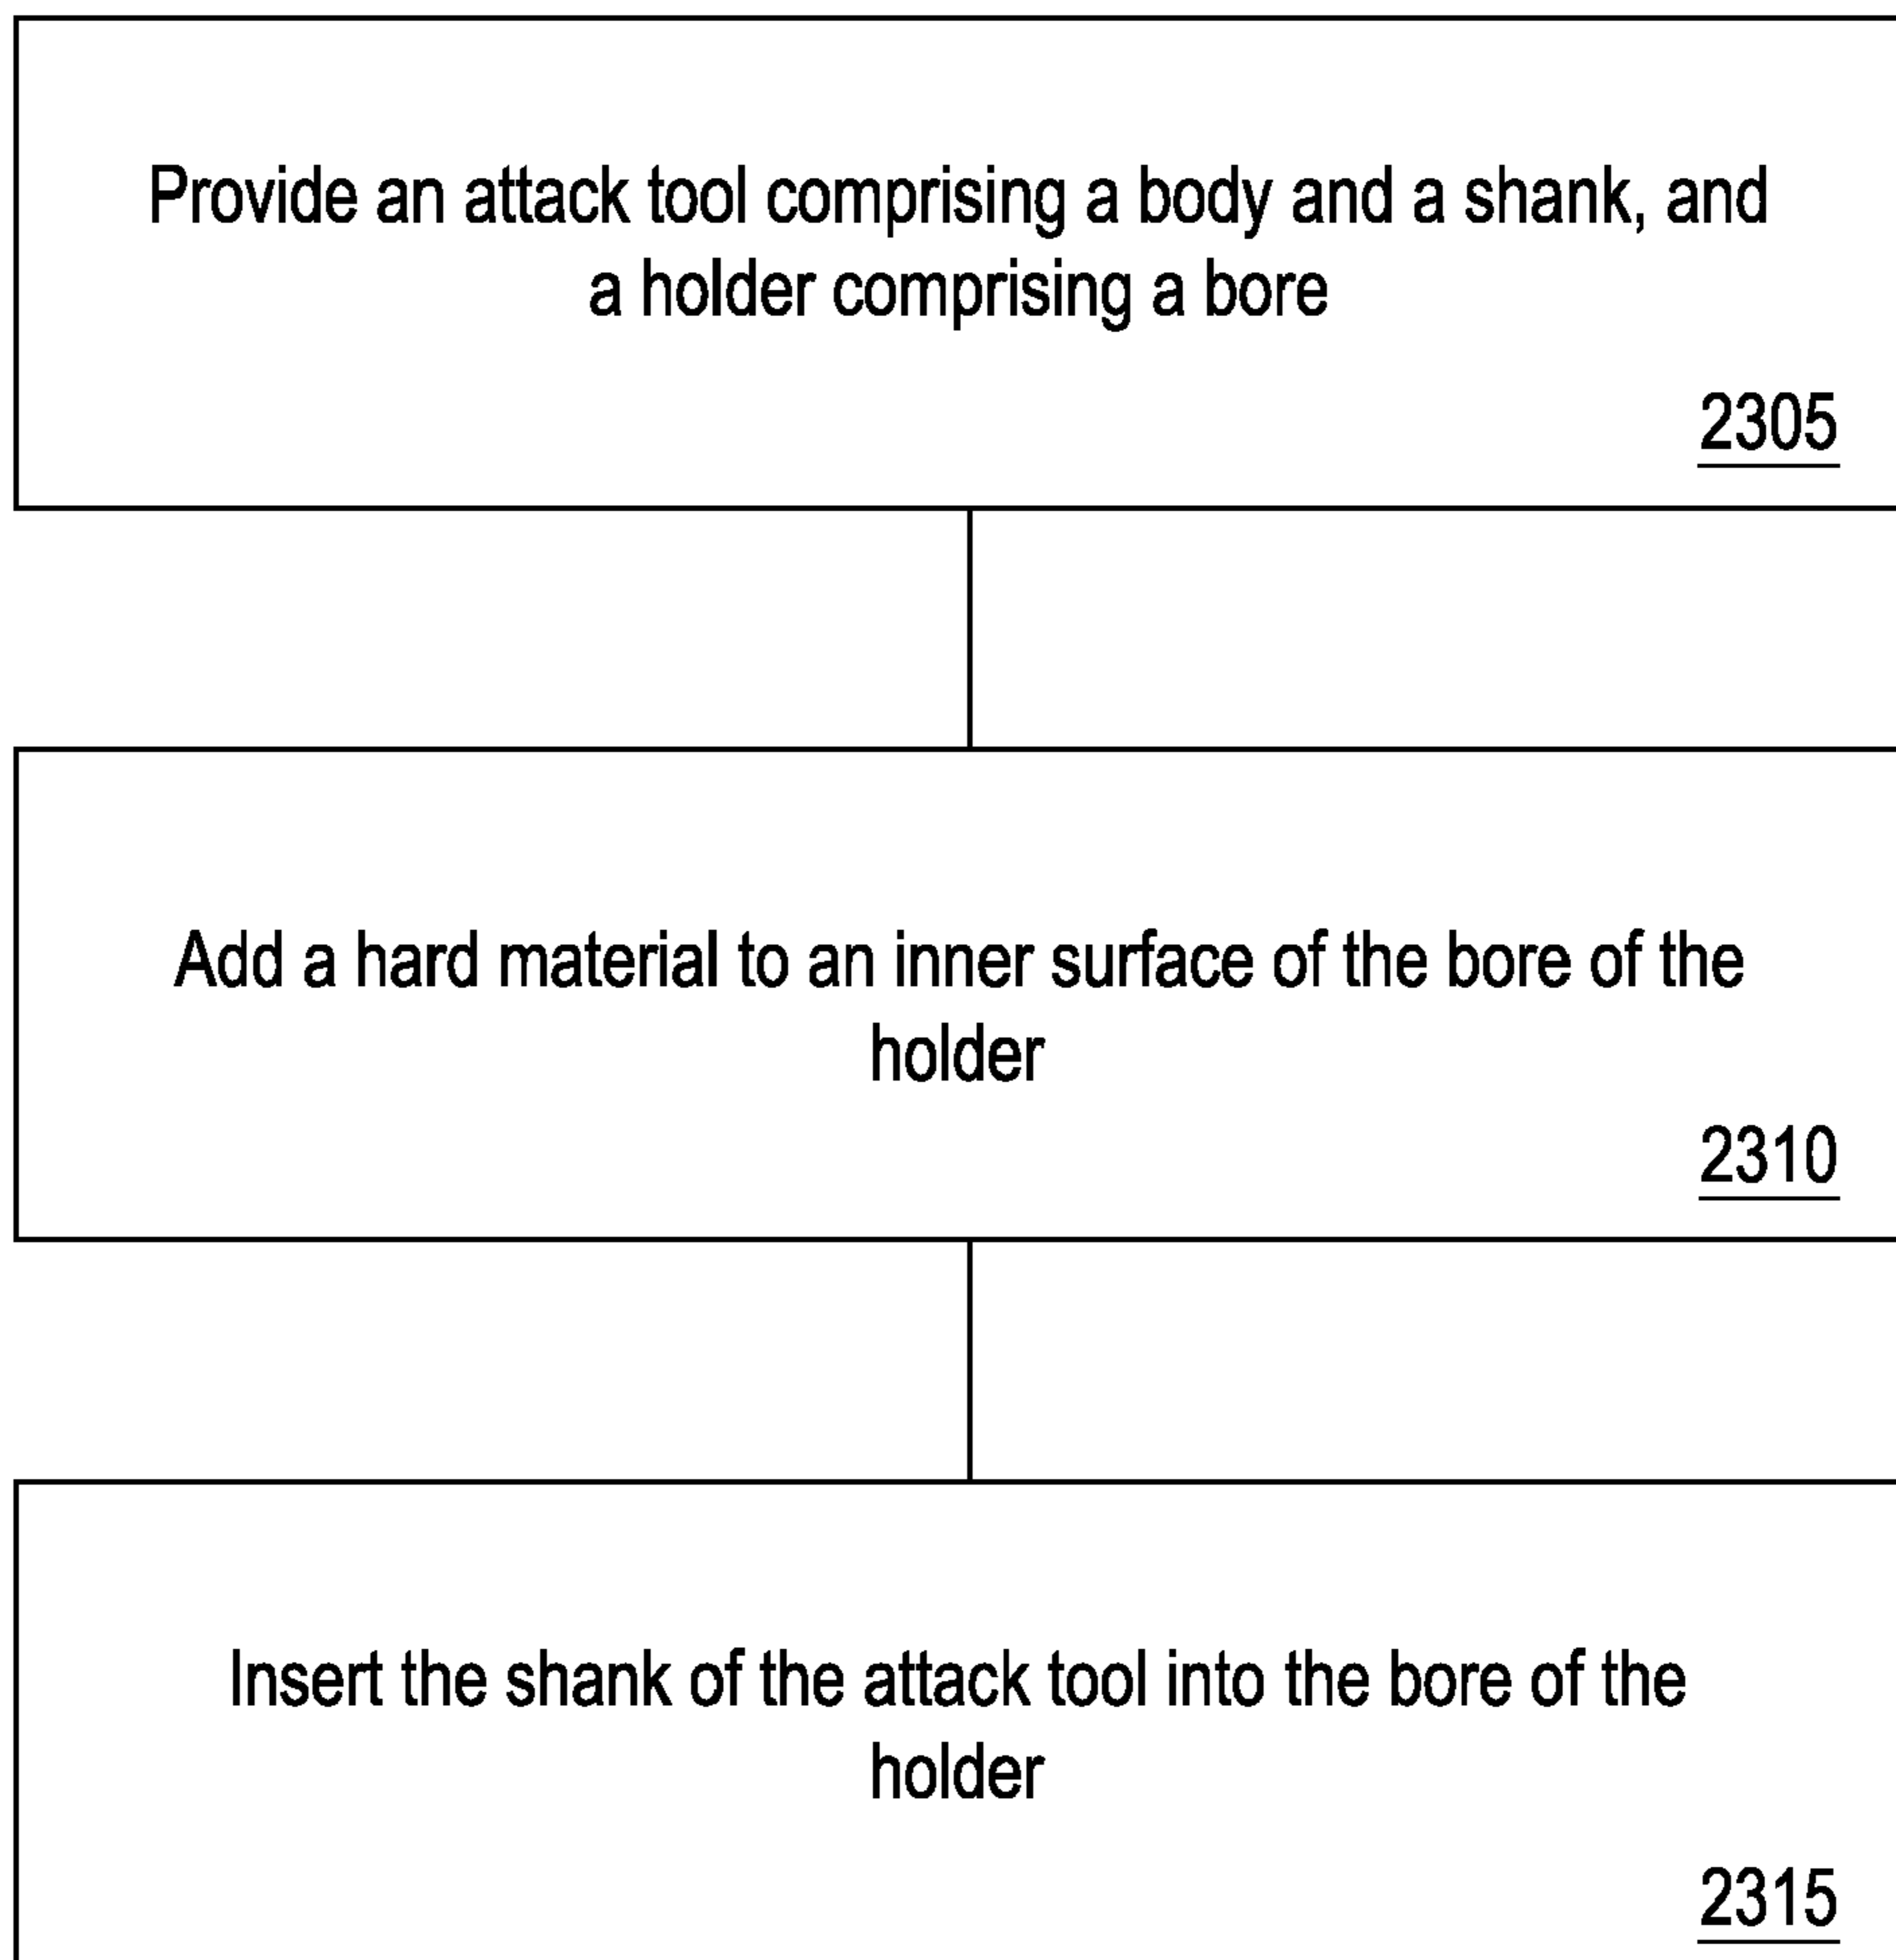 Provide an attack tool comprising a body and a shank, and
a holder comprising a bore
2305
Add a hard material to an inner surface of the bore of the
holder
2310
Insert the shank of the attack tool into the bore of the
holder
2315